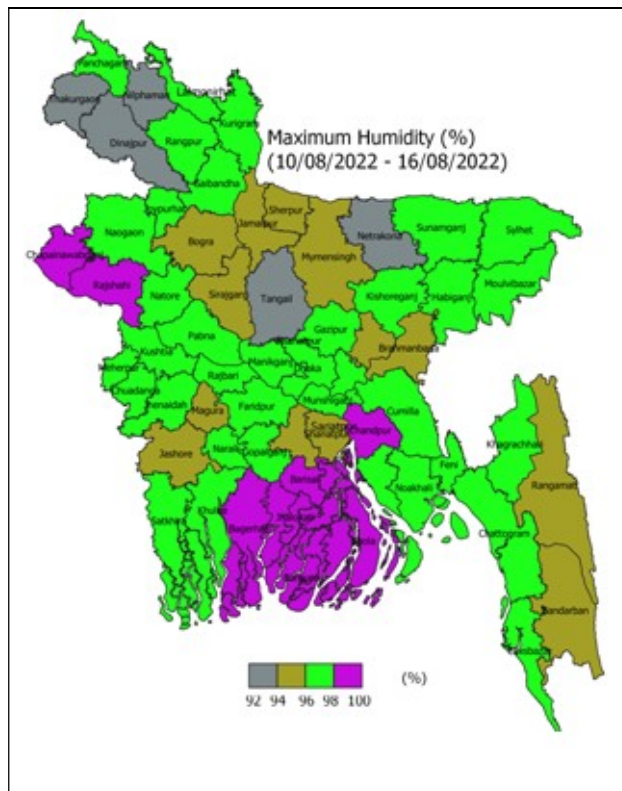 Panchagarh
Thakurgaon
Nilphamari
Lalmonirhat
Kurigram
Dinajpur
Rangpur
Maximum Humidity (%)
(10/08/2022 - 16/08/2022)
Gaibandha
Joypurhat
Naogaon
Bogra
Jamalpur
Sherpur
Mymensingh
Netrakona
Sunamganj
Sylhet
Chapainawabganj
Rajshahi
Natore
Sirajganj
Tangail
Kishoreganj
Habiganj
Moulvibazar
Pabna
Gazipur
Kushtia
Manikganj
Dhaka
Meherpur
Chuadanga
Rajbari
Jhenaidah
Magura
Faridpur
Munshiganj
Cumilla
Chandpur
Jashore
Narail
Gopalganj
Khagrachhari
Feni
Noakhali
Rangamati
Satkhira
Khulna
Bagerhat
Barisal
Bhola
Chattogram
Bandarban
(%)
92 94 96 98 100